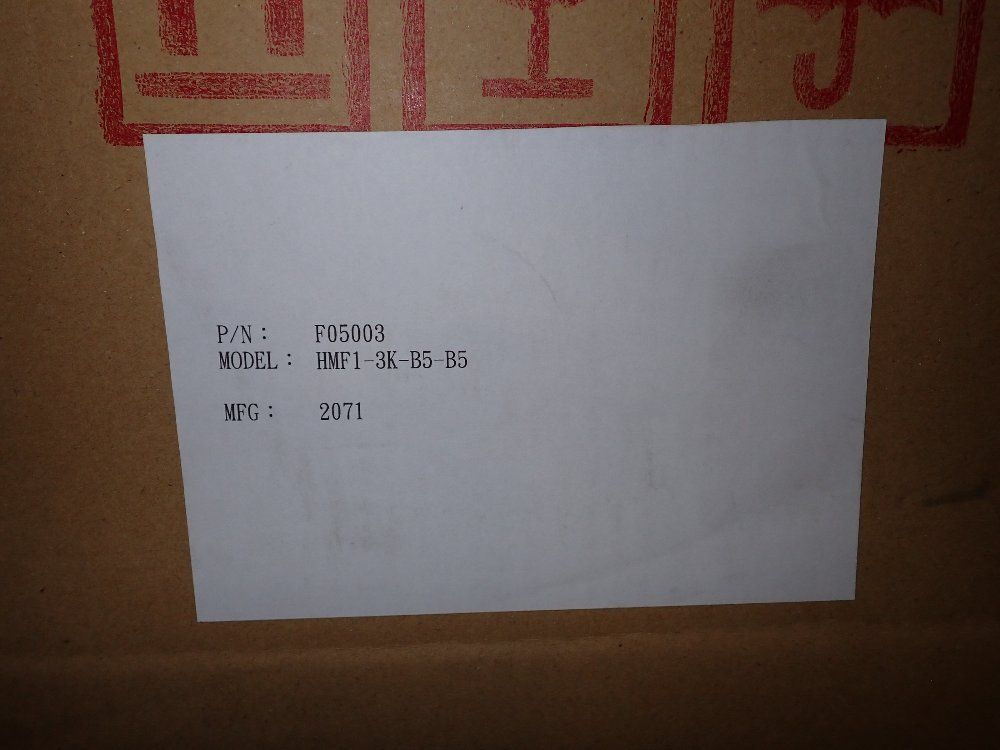 P/N： F05003
MODEL： HMF1-3K-B5-B5
MFG： 2071